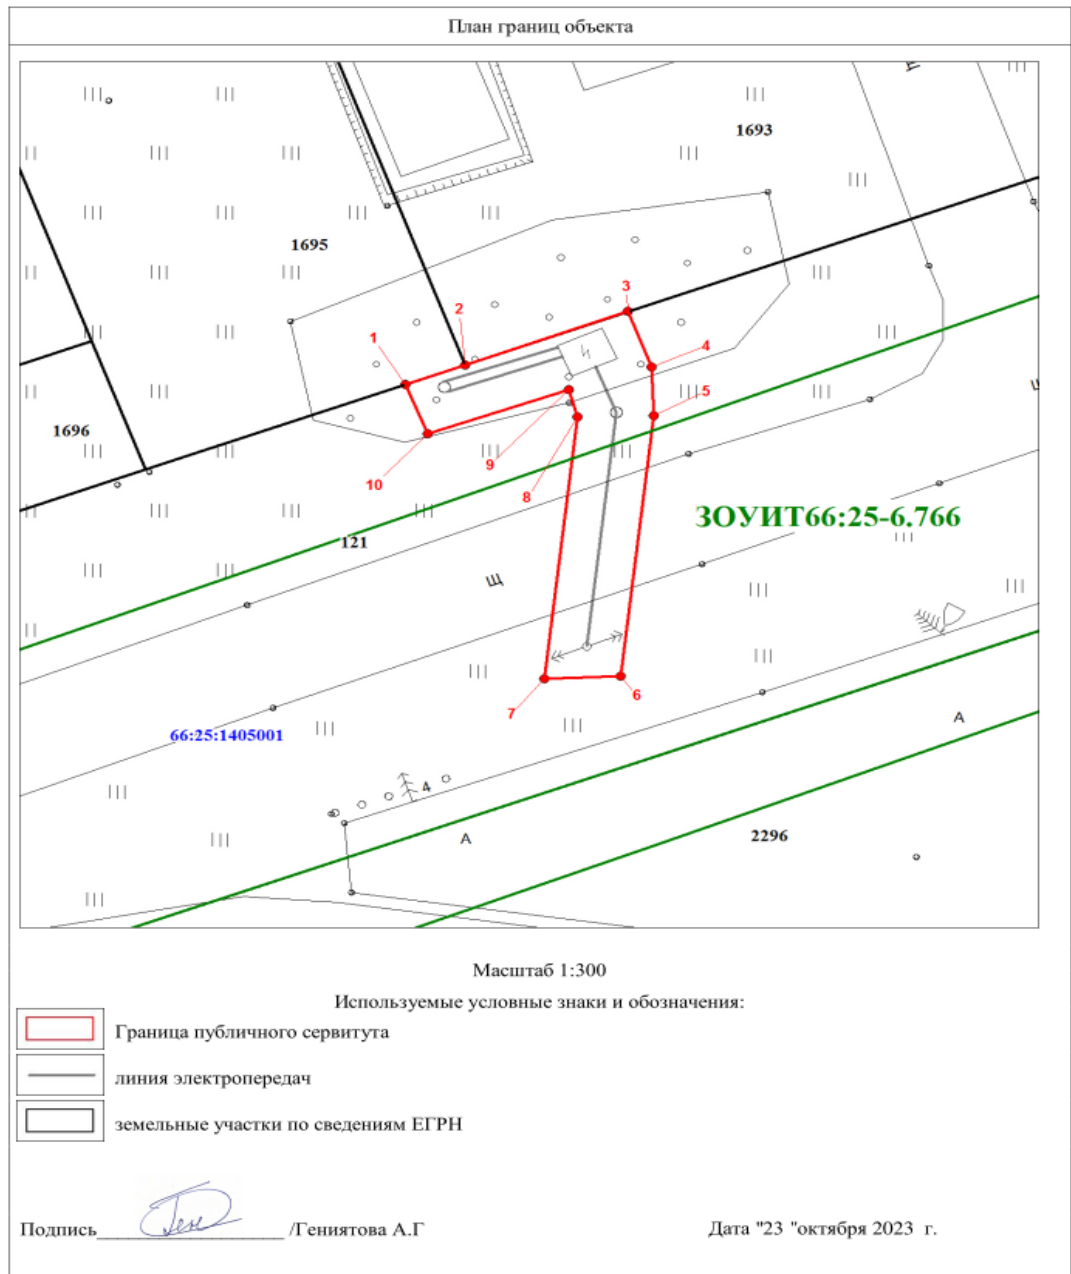 План границ объекта
1693
1695
3
2
1
4
5
1696
9
8
10
ЗОУИТ66:25-6.766
121
Щ
6
7
66:25:1405001
А
4
А
2296
Масштаб 1:300
Используемые условные знаки и обозначения:
Граница публичного сервитута
линия электропередач
земельные участки по сведениям ЕГРН
Подпись /Гениятова А.Г Дата "23 "октября 2023 г.